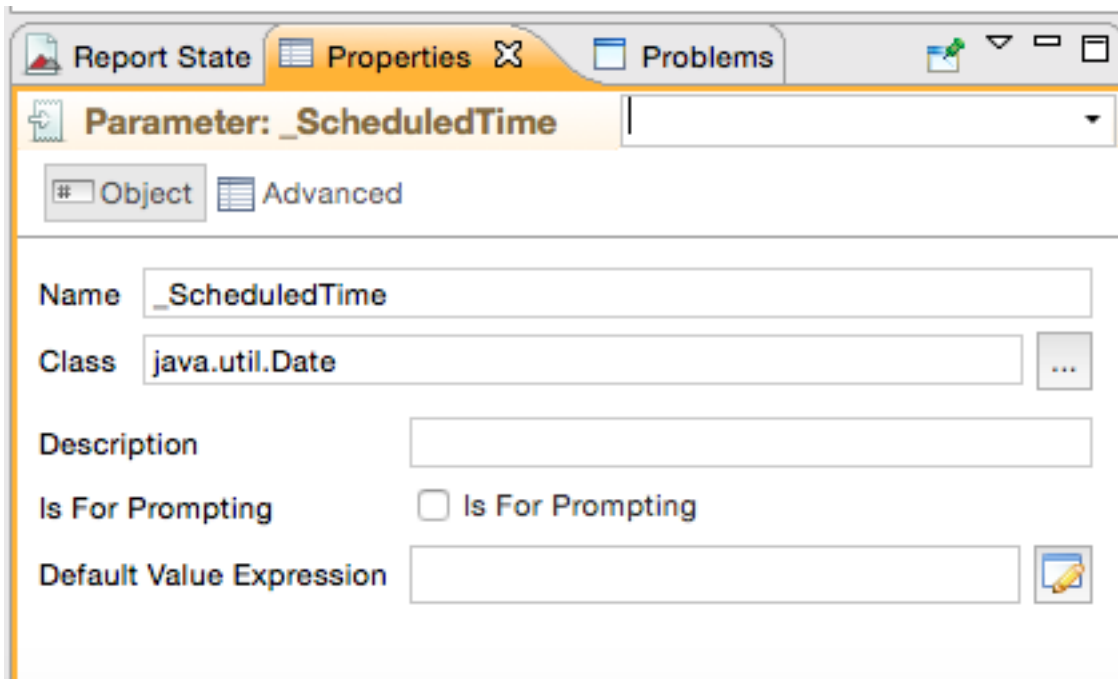 Report State Properties Problems
Parameter: _ScheduledTime
# Object Advanced
Name _ScheduledTime
Class java.util.Date ...
Description
Is For Prompting Is For Prompting
Default Value Expression